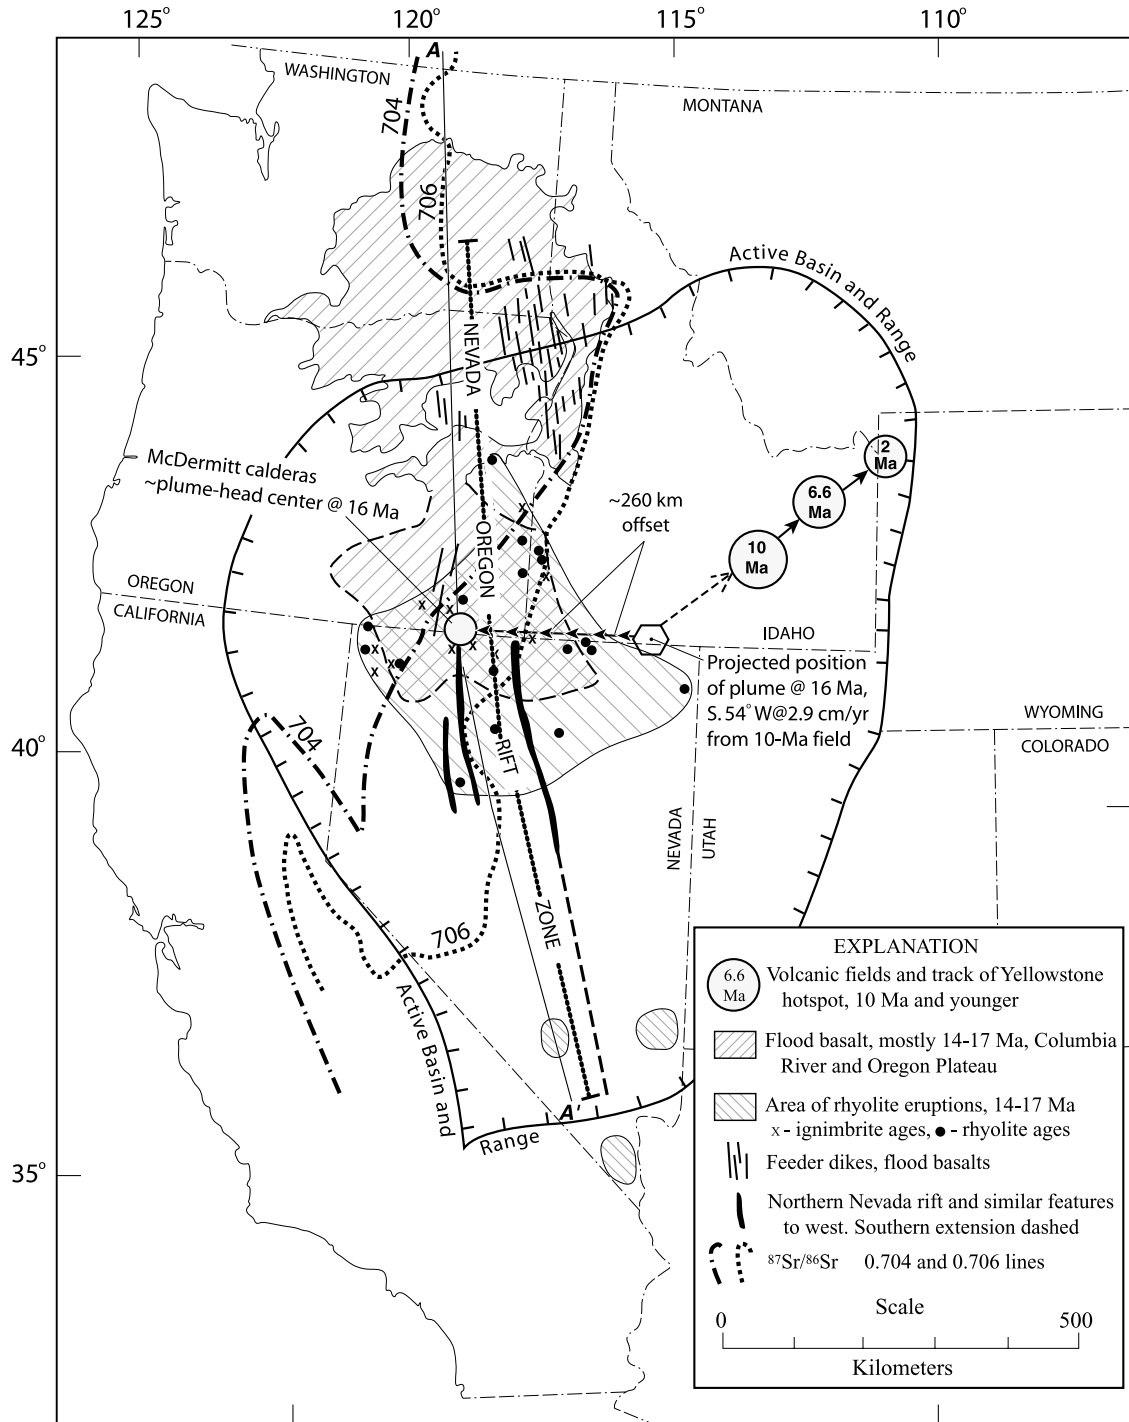 125°
120°
115°
110°
A
WASHINGTON
MONTANA
704
706
Active Basin and Range
NEVADA
45°
McDermitt calderas
~plume-head center @ 16 Ma
2
Ma
6.6
Ma
~260 km
offset
OREGON
10
Ma
OREGON
CALIFORNIA
IDAHO
Projected position
of plume @ 16 Ma,
S.54° W@2.9 cm/yr
from 10-Ma field
WYOMING
COLORADO
704
40°
RIFT
NEVADA
UTAH
706
ZONE
Active Basin and
Range
A'
35°
EXPLANATION
6.6
Ma
Volcanic fields and track of Yellowstone
hotspot, 10 Ma and younger
Flood basalt, mostly 14-17 Ma, Columbia
River and Oregon Plateau
Area of rhyolite eruptions, 14-17 Ma
x - ignimbrite ages, ● - rhyolite ages
Feeder dikes, flood basalts
Northern Nevada rift and similar features
to west. Southern extension dashed
⁸⁷Sr/⁸⁶Sr 0.704 and 0.706 lines
Scale
0 500
Kilometers